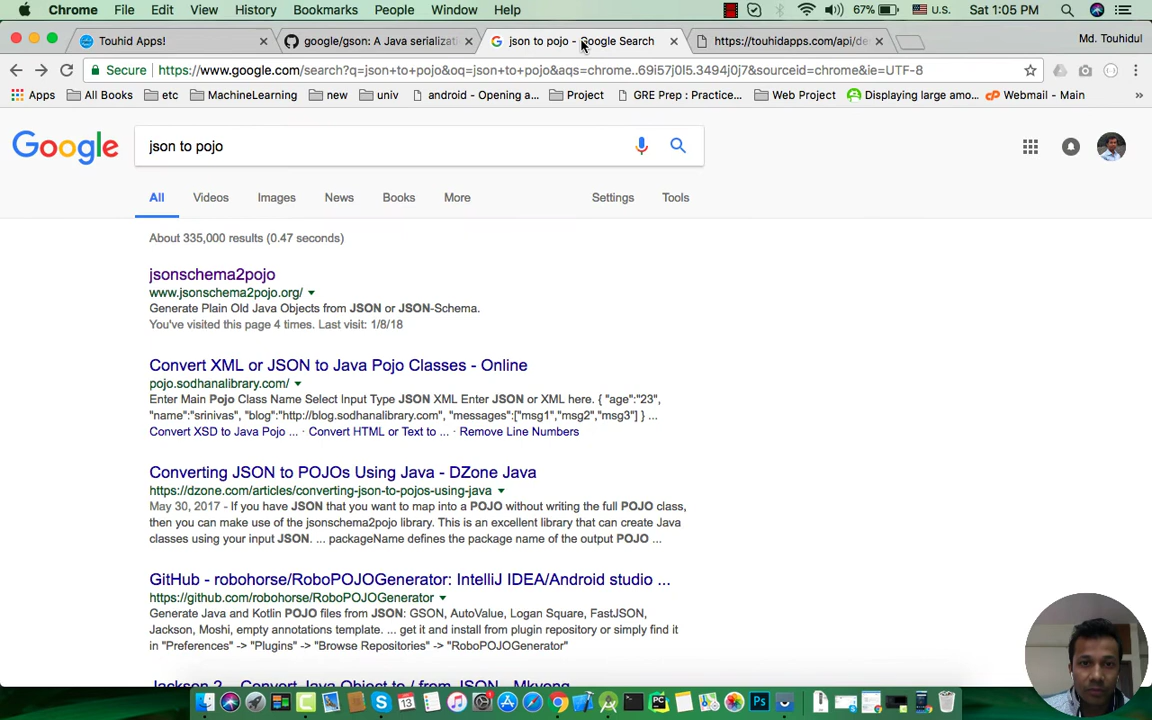 Chrome File Edit View History Bookmarks People Window Help 67% U.S. Sat 1:05 PM
Touhid Apps! google/gson: A Java serializati json to pojo - Google Search https://touhidapps.com/api/de Md. Touhidul
Secure https://www.google.com/search?q=json+to+pojo&oq=json+to+pojo&aqs=chrome..69i57j0l5.3494j0j7&sourceid=chrome&ie=UTF-8
Apps All Books etc MachineLearning new univ android - Opening a... Project GRE Prep : Practice... Web Project Displaying large amo... Webmail - Main »
Google json to pojo
All Videos Images News Books More Settings Tools
About 335,000 results (0.47 seconds)
jsonschema2pojo
www.jsonschema2pojo.org/
Generate Plain Old Java Objects from JSON or JSON-Schema.
You've visited this page 4 times. Last visit: 1/8/18
Convert XML or JSON to Java Pojo Classes - Online
pojo.sodhanalibrary.com/
Enter Main Pojo Class Name Select Input Type JSON XML Enter JSON or XML here. { "age":"23",
"name":"srinivas", "blog":"http://blog.sodhanalibrary.com", "messages":["msg1","msg2","msg3"] } ...
Convert XSD to Java Pojo ... · Convert HTML or Text to ... · Remove Line Numbers
Converting JSON to POJOs Using Java - DZone Java
https://dzone.com/articles/converting-json-to-pojos-using-java
May 30, 2017 - If you have JSON that you want to map into a POJO without writing the full POJO class,
then you can make use of the jsonschema2pojo library. This is an excellent library that can create Java
classes using your input JSON. ... packageName defines the package name of the output POJO ...
GitHub - robohorse/RoboPOJOGenerator: IntelliJ IDEA/Android studio ...
https://github.com/robohorse/RoboPOJOGenerator
Generate Java and Kotlin POJO files from JSON: GSON, AutoValue, Logan Square, FastJSON,
Jackson, Moshi, empty annotations template. ... get it and install from plugin repository or simply find it
in "Preferences" -> "Plugins" -> "Browse Repositories" -> "RoboPOJOGenerator"
Jackson 2 - Convert Java Object to / from JSON - Mkyong
13 PC Ps